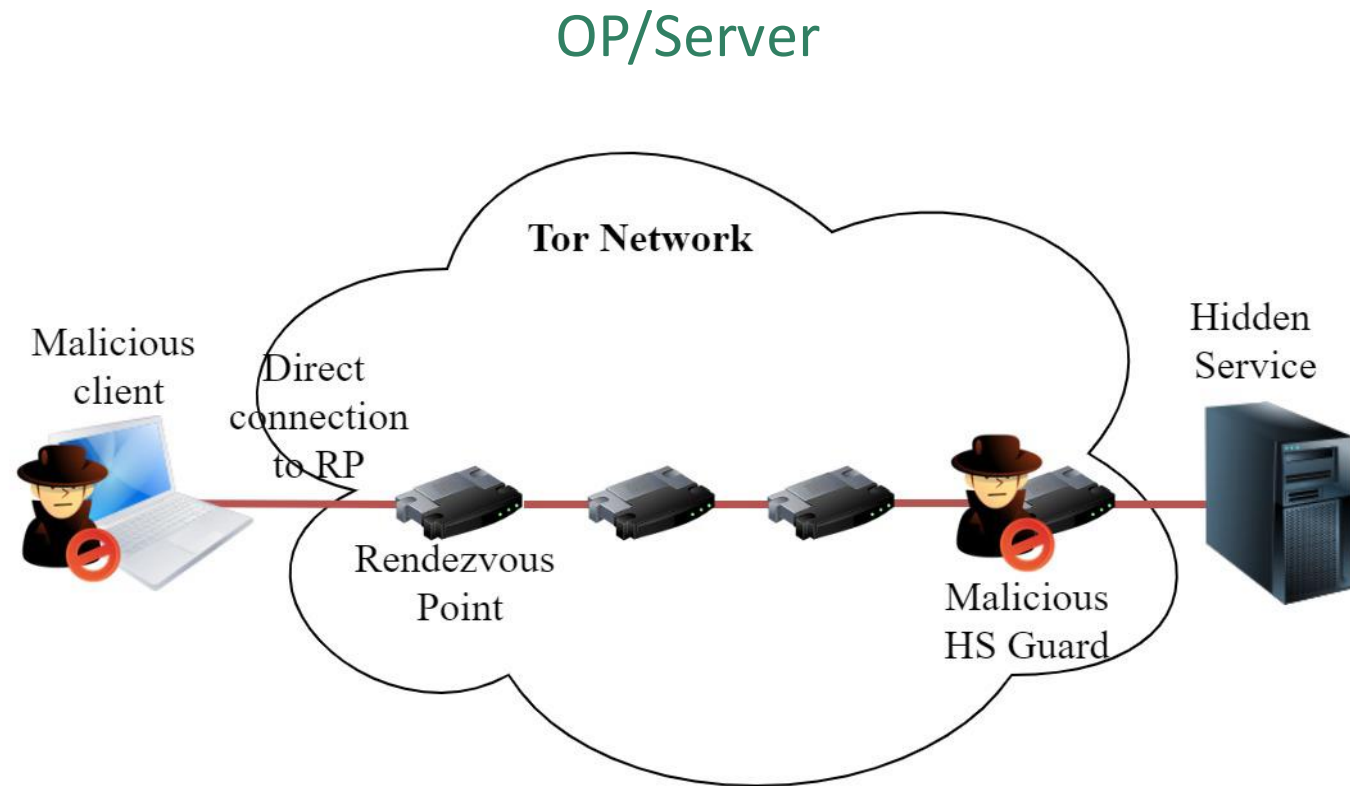 OP/Server
Tor Network
Malicious
client
Direct
connection
to RP
Rendezvous
Point
Malicious
HS Guard
Hidden
Service